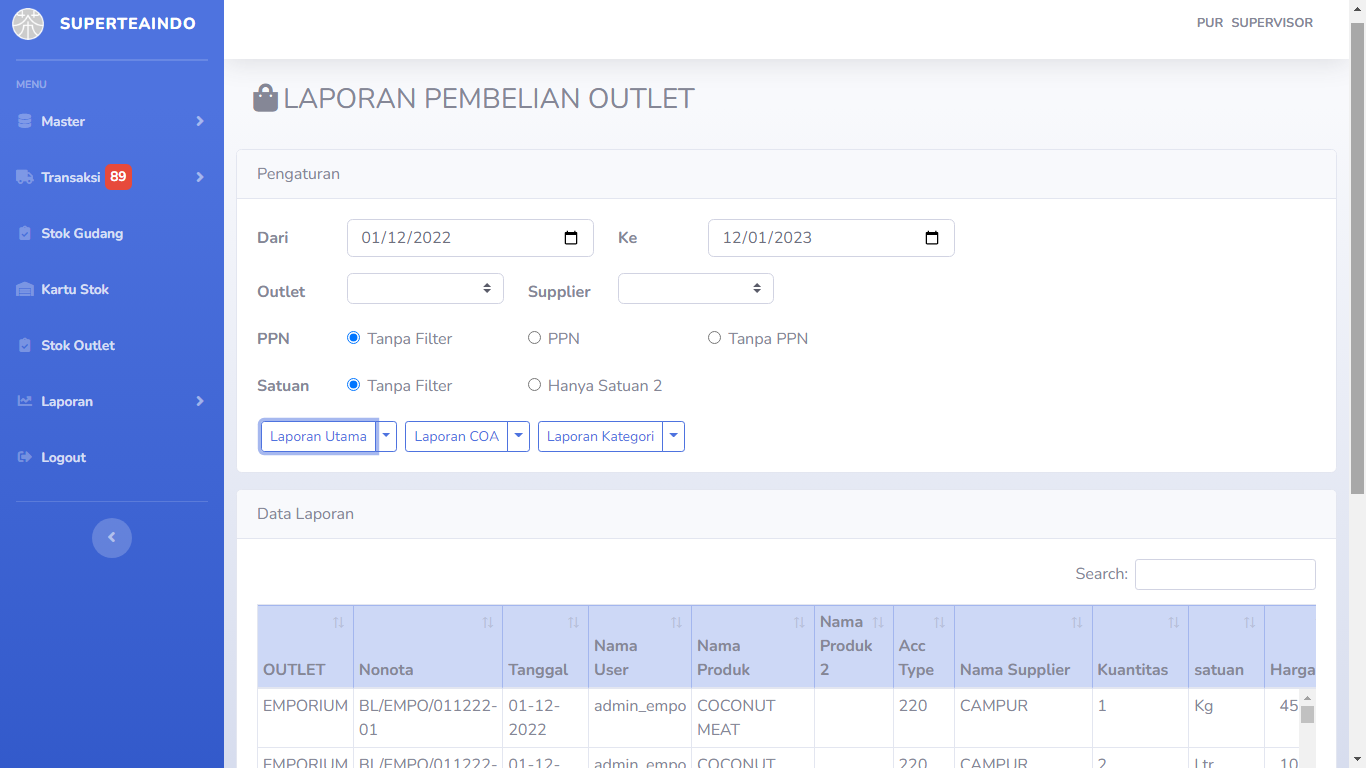 SUPERTEAINDO
PUR SUPERVISOR
MENU
Master
Transaksi 89
Stok Gudang
Kartu Stok
Stok Outlet
Laporan
Logout
LAPORAN PEMBELIAN OUTLET
Pengaturan
Dari 01/12/2022 Ke 12/01/2023
Outlet Supplier
PPN Tanpa Filter PPN Tanpa PPN
Satuan Tanpa Filter Hanya Satuan 2
Laporan Utama Laporan COA Laporan Kategori
Data Laporan
Search:
OUTLET Nonota Tanggal Nama User Nama Produk Nama Produk 2 Acc Type Nama Supplier Kuantitas satuan Harga
EMPORIUM BL/EMPO/011222-01 01-12-2022 admin_empo COCONUT MEAT 220 CAMPUR 1 Kg 45
EMPORIUM BL/EMPO/011222- 01-12- admin_empo COCONUT 220 CAMPUR 2 Ltr 10